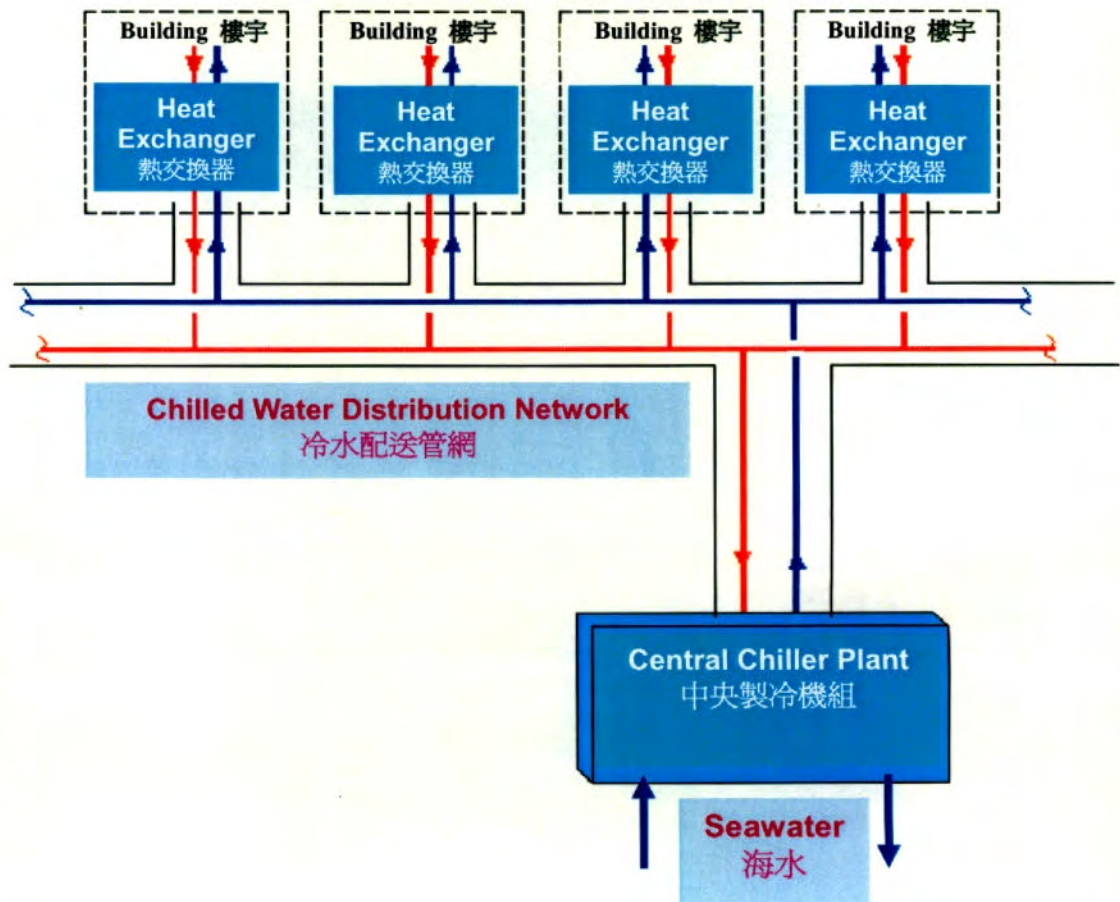 Building 樓宇
Building 樓宇
Building 樓宇
Building 樓宇
Heat
Exchanger
熱交換器
Heat
Exchanger
熱交換器
Heat
Exchanger
熱交換器
Heat
Exchanger
熱交換器
Chilled Water Distribution Network
冷水配送管網
Central Chiller Plant
中央製冷機組
Seawater
海水